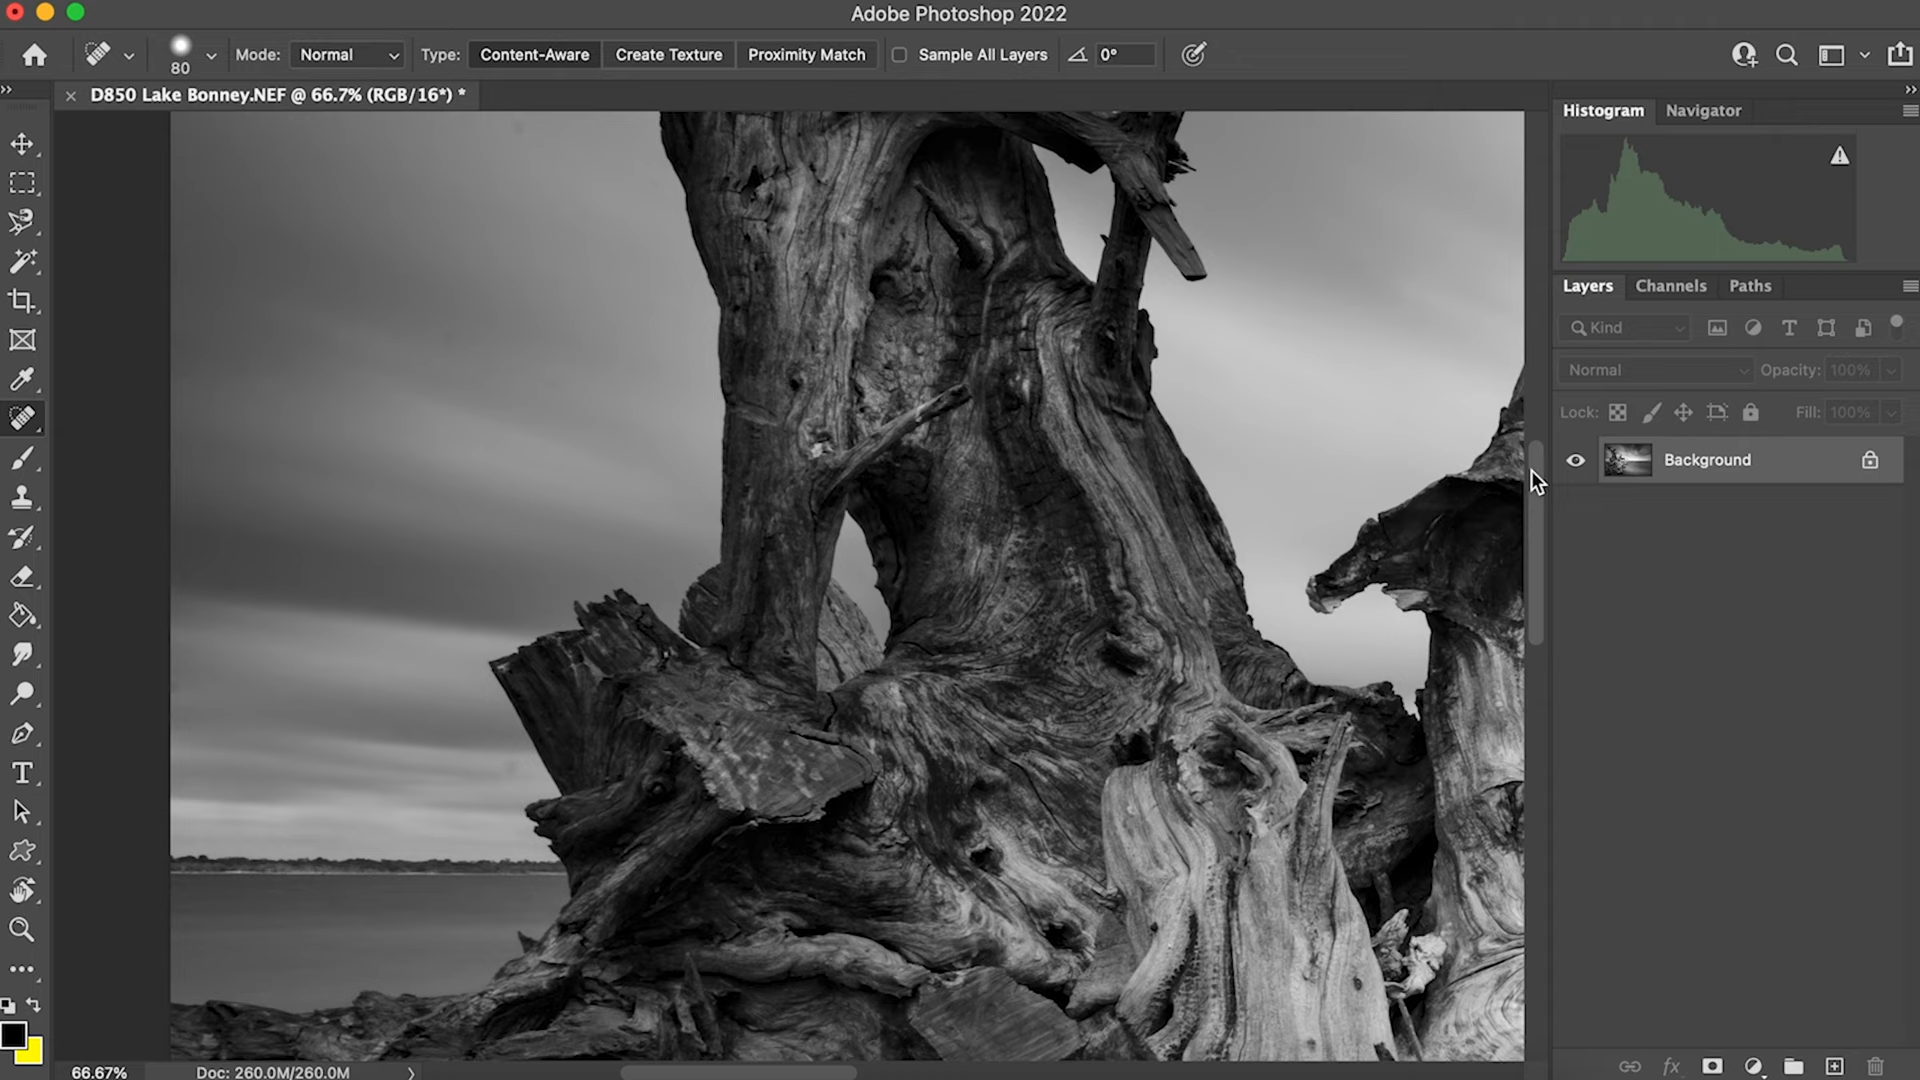 Adobe Photoshop 2022
80 Mode: Normal Type: Content-Aware Create Texture Proximity Match Sample All Layers 0°
D850 Lake Bonney.NEF @ 66.7% (RGB/16*) *
Histogram Navigator
Layers Channels Paths
Kind
Normal Opacity: 100%
Lock: Fill: 100%
Background
66.67% Doc: 260.0M/260.0M